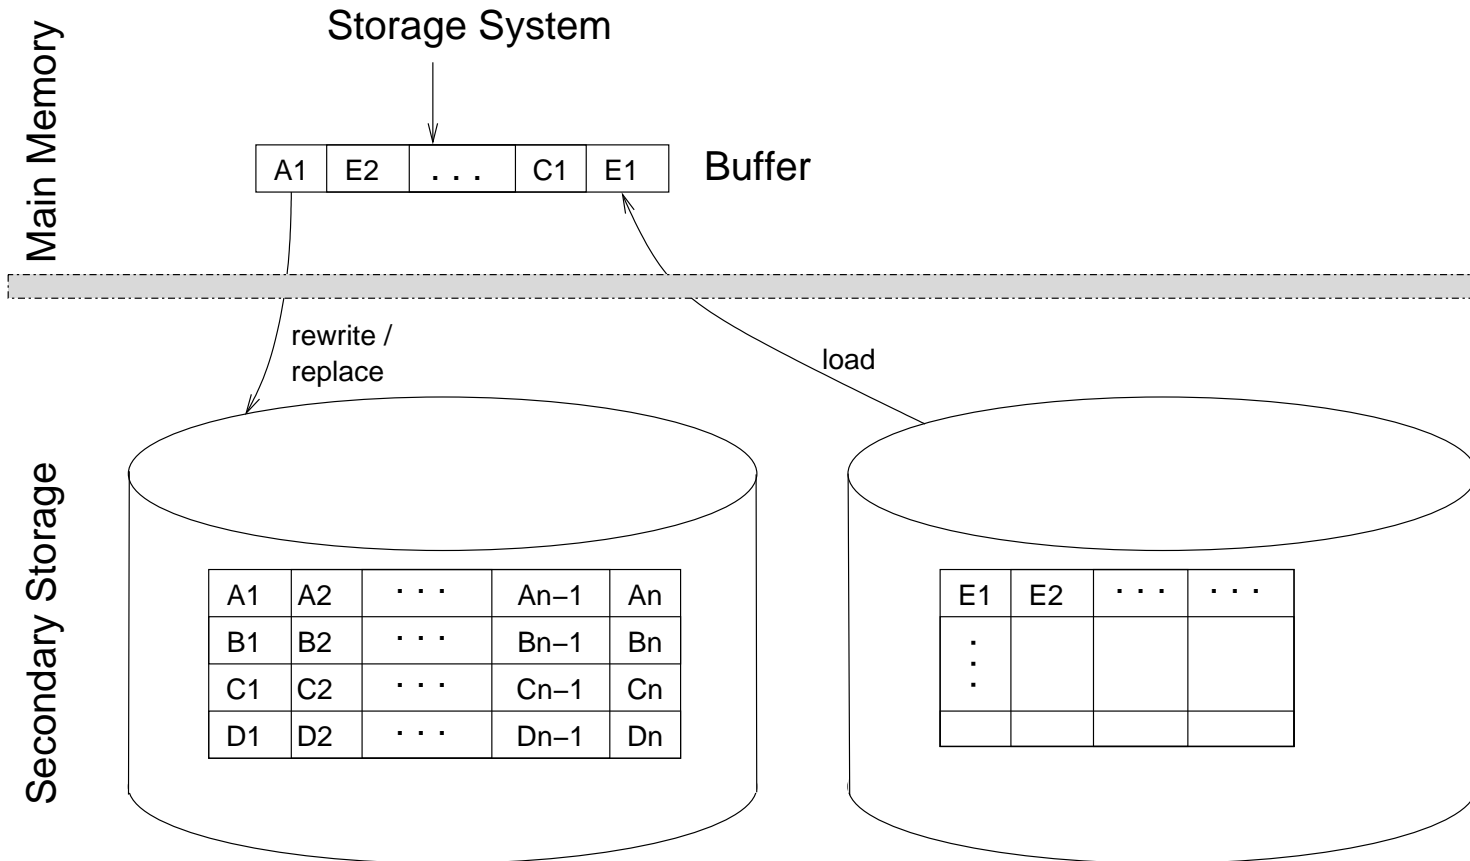 Storage System
Main Memory
A1 E2 . . . C1 E1
Buffer
rewrite /
replace
load
Secondary Storage
A1 A2 . . . An−1 An
B1 B2 . . . Bn−1 Bn
C1 C2 . . . Cn−1 Cn
D1 D2 . . . Dn−1 Dn
E1 E2 . . . . . .
. . .